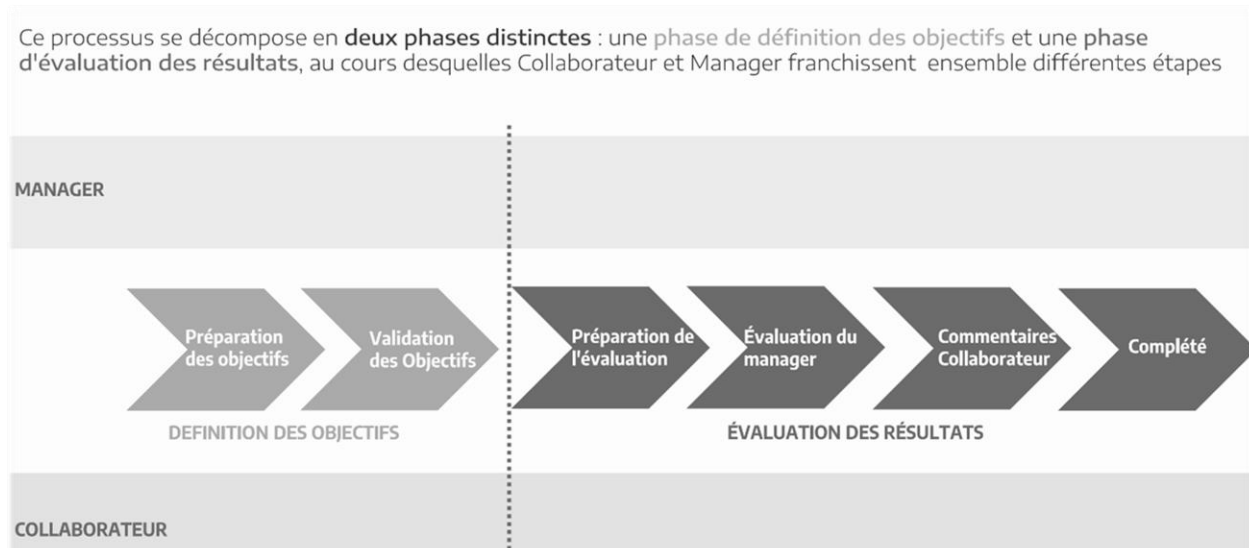 Ce processus se décompose en deux phases distinctes : une phase de définition des objectifs et une phase
d'évaluation des résultats, au cours desquelles Collaborateur et Manager franchissent ensemble différentes étapes
MANAGER
Préparation
des objectifs
Validation
des Objectifs
Préparation de
l'évaluation
Évaluation du
manager
Commentaires
Collaborateur
Complété
DEFINITION DES OBJECTIFS
ÉVALUATION DES RÉSULTATS
COLLABORATEUR